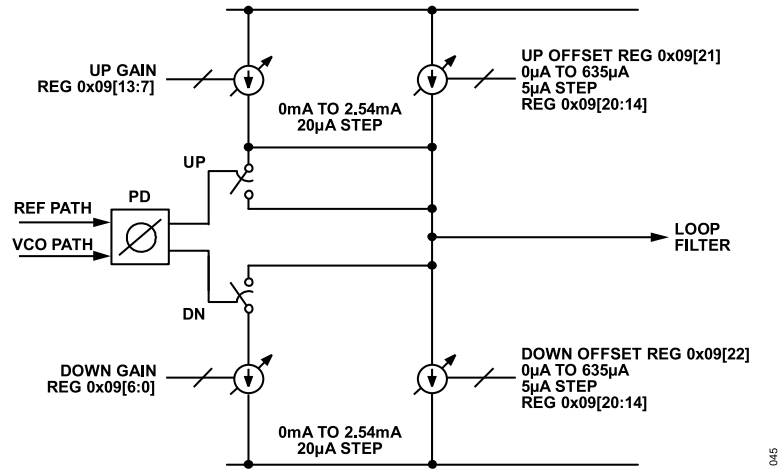 UP GAIN
REG 0x09[13:7]
UP OFFSET REG 0x09[21]
0µA TO 635µA
5µA STEP
REG 0x09[20:14]
0mA TO 2.54mA
20µA STEP
UP
PD
REF PATH
VCO PATH
LOOP
FILTER
DN
DOWN GAIN
REG 0x09[6:0]
DOWN OFFSET REG 0x09[22]
0µA TO 635µA
5µA STEP
REG 0x09[20:14]
0mA TO 2.54mA
20µA STEP
045